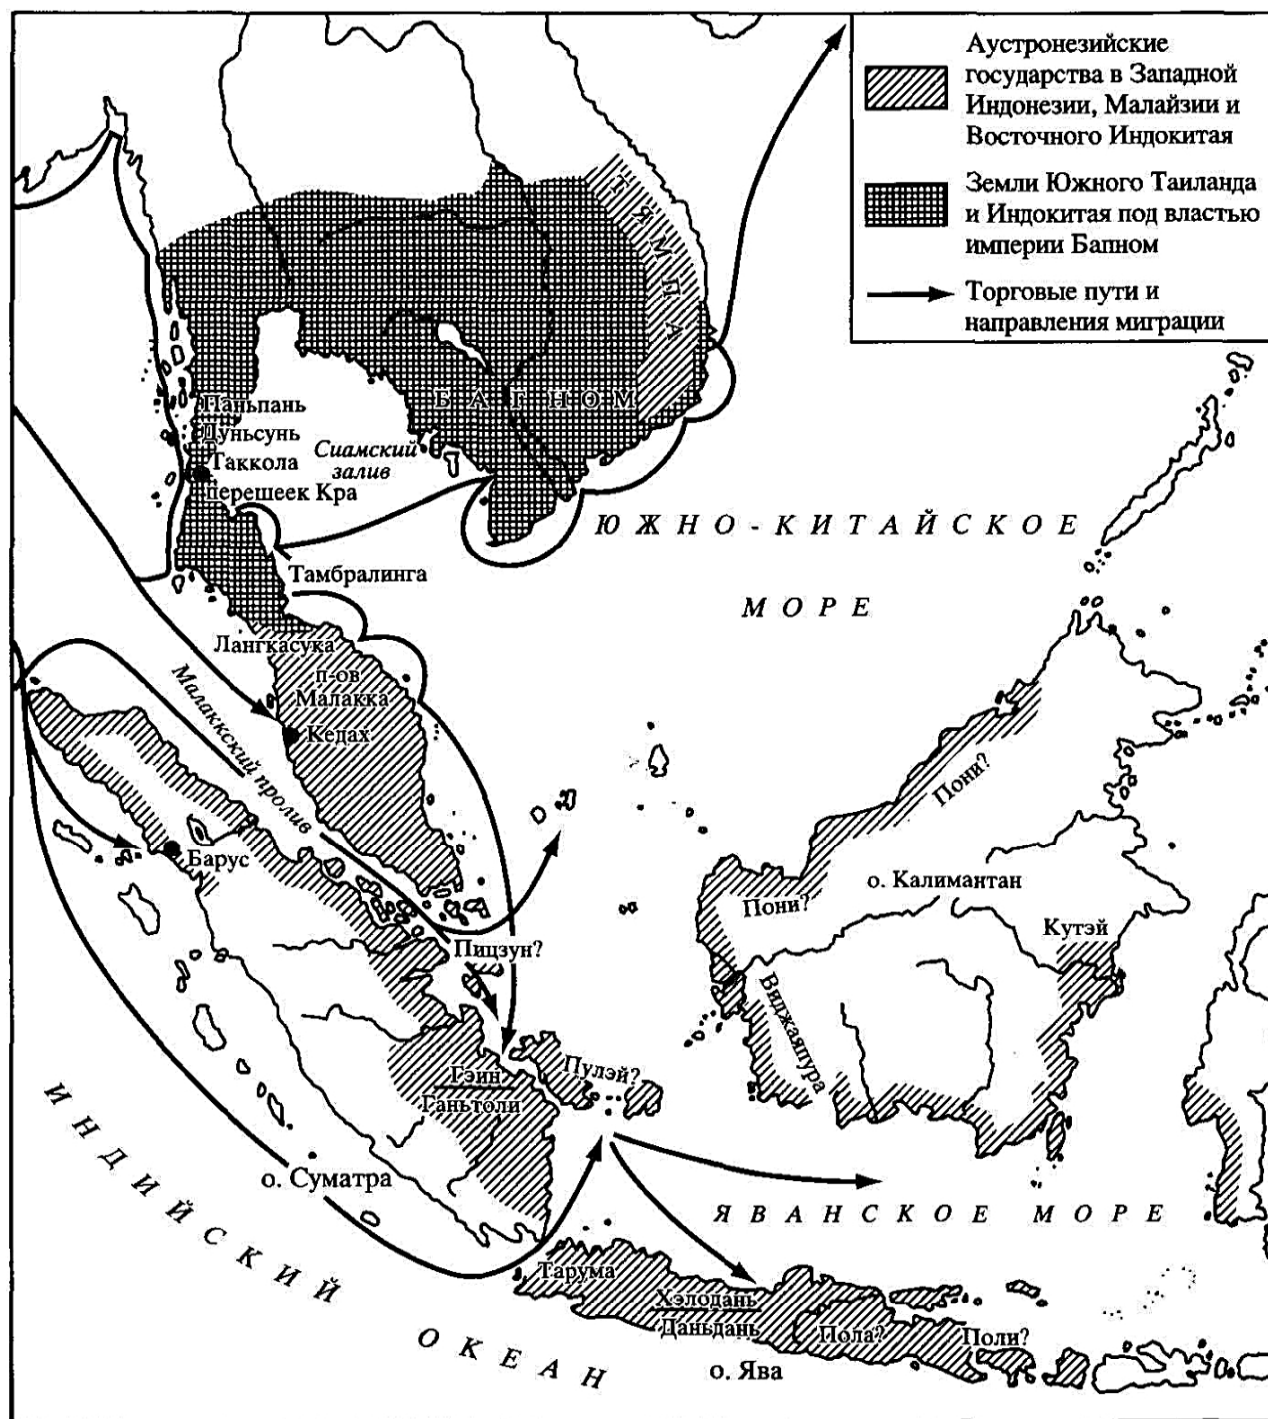 Аустронезийские
государства в Западной
Индонезии, Малайзии и
Восточного Индокитая
Земли Южного Таиланда
и Индокитая под властью
империи Бапном
Торговые пути и
направления миграции
ТЯМПА
БАПНОМ
Паньпань
Дуньсунь
Таккола
перешеек Кра
Сиамский
залив
ЮЖНО-КИТАЙСКОЕ
МОРЕ
Тамбралинга
Лангкасука
п-ов
Малакка
Кедах
Малаккский пролив
Барус
Пони?
о. Калимантан
Пони?
Кутэй
Пицзун?
Виджаяпура
Пулэй?
Гэин
Ганьтоли
о. Суматра
ИНДИЙСКИЙ ОКЕАН
ЯВАНСКОЕ МОРЕ
Тарума
Хэлодань
Даньдань
Пола?
Поли?
о. Ява